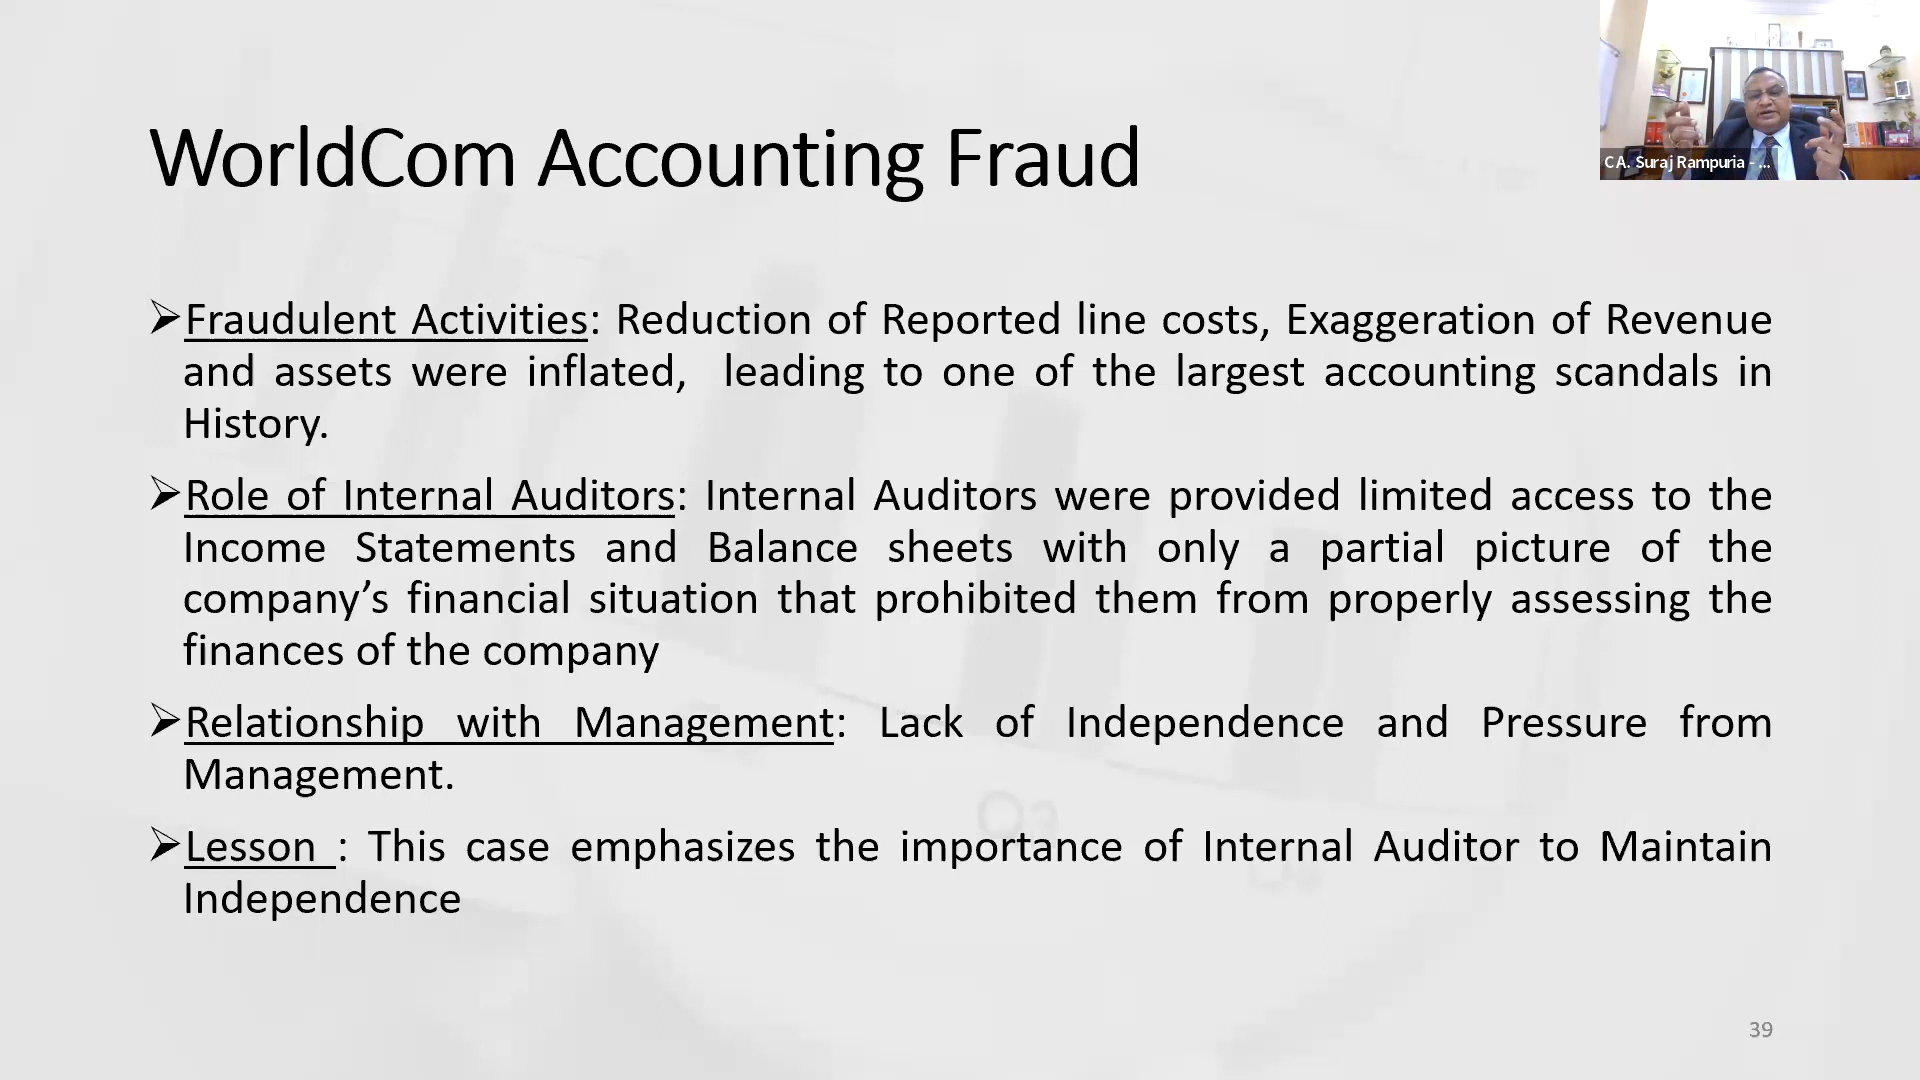 WorldCom Accounting Fraud
CA. Suraj Rampuria - ...
➢Fraudulent Activities: Reduction of Reported line costs, Exaggeration of Revenue
and assets were inflated, leading to one of the largest accounting scandals in
History.
➢Role of Internal Auditors: Internal Auditors were provided limited access to the
Income Statements and Balance sheets with only a partial picture of the
company’s financial situation that prohibited them from properly assessing the
finances of the company
➢Relationship with Management: Lack of Independence and Pressure from
Management.
➢Lesson : This case emphasizes the importance of Internal Auditor to Maintain
Independence
39